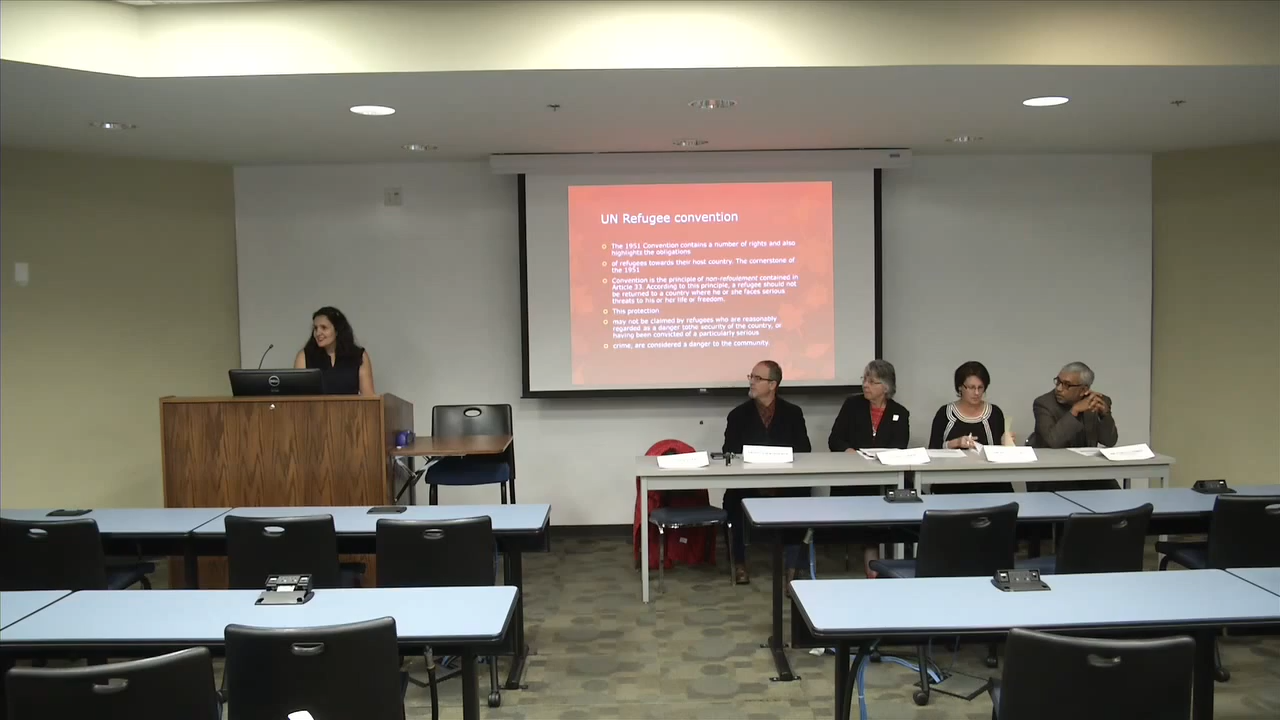 UN Refugee convention
The 1951 Convention contains a number of rights and also
highlights the obligations
of refugees towards their host country. The cornerstone of
the 1951
Convention is the principle of non-refoulement contained in
Article 33. According to this principle, a refugee should not
be returned to a country where he or she faces serious
threats to his or her life or freedom.
This protection
may not be claimed by refugees who are reasonably
regarded as a danger tothe security of the country, or
having been convicted of a particularly serious
crime, are considered a danger to the community.
DELL